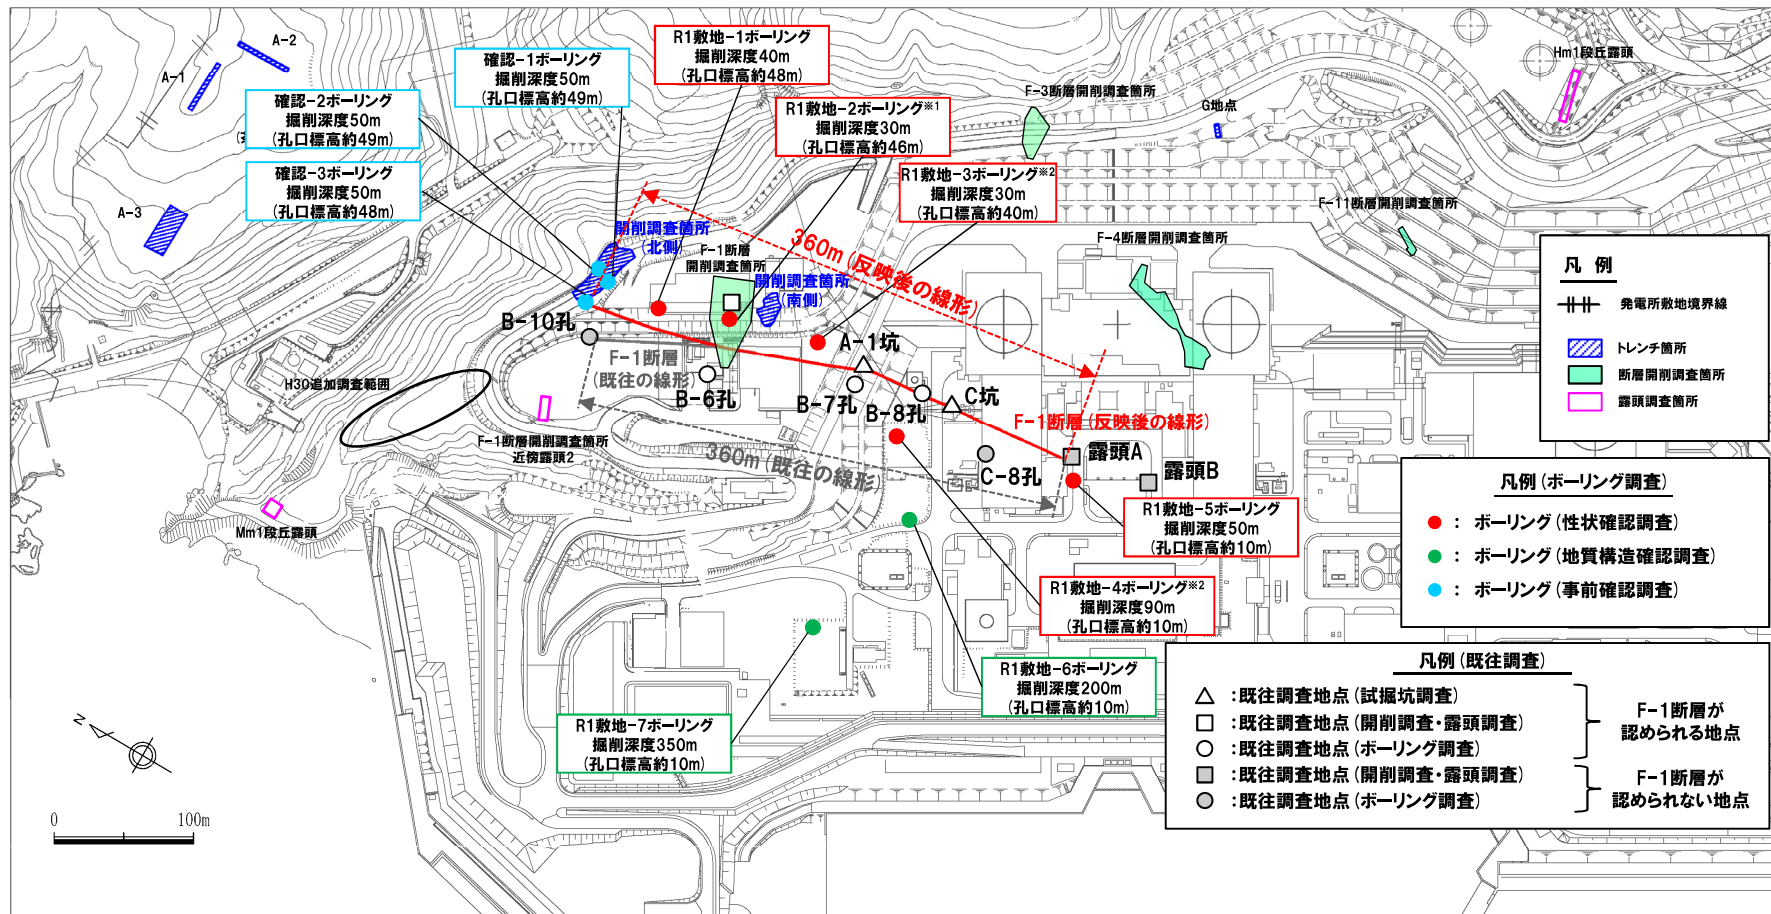 A-2
A-1
A-3
確認-1ボーリング
掘削深度50m
(孔口標高約49m)
R1敷地-1ボーリング
掘削深度40m
(孔口標高約48m)
確認-2ボーリング
掘削深度50m
(孔口標高約49m)
R1敷地-2ボーリング※1
掘削深度30m
(孔口標高約46m)
確認-3ボーリング
掘削深度50m
(孔口標高約48m)
R1敷地-3ボーリング※2
掘削深度30m
(孔口標高約40m)
F-3断層開削調査箇所
G地点
Hm1段丘露頭
F-11断層開削調査箇所
F-4断層開削調査箇所
開削調査箇所
(北側)
F-1断層
開削調査箇所
開削調査箇所
(南側)
360m(反映後の線形)
B-10孔
F-1断層
(既往の線形)
A-1坑
B-6孔
B-7孔
B-8孔
C坑
F-1断層(反映後の線形)
H30追加調査範囲
F-1断層開削調査箇所
近傍露頭2
360m(既往の線形)
C-8孔
露頭A
露頭B
Mm1段丘露頭
R1敷地-5ボーリング
掘削深度50m
(孔口標高約10m)
R1敷地-4ボーリング※2
掘削深度90m
(孔口標高約10m)
R1敷地-6ボーリング
掘削深度200m
(孔口標高約10m)
R1敷地-7ボーリング
掘削深度350m
(孔口標高約10m)
N
0 100m
凡 例
発電所敷地境界線
トレンチ箇所
断層開削調査箇所
露頭調査箇所
凡例(ボーリング調査)
: ボーリング(性状確認調査)
: ボーリング(地質構造確認調査)
: ボーリング(事前確認調査)
凡例(既往調査)
:既往調査地点(試掘坑調査)
:既往調査地点(開削調査・露頭調査)
:既往調査地点(ボーリング調査)
F-1断層が
認められる地点
:既往調査地点(開削調査・露頭調査)
:既往調査地点(ボーリング調査)
F-1断層が
認められない地点